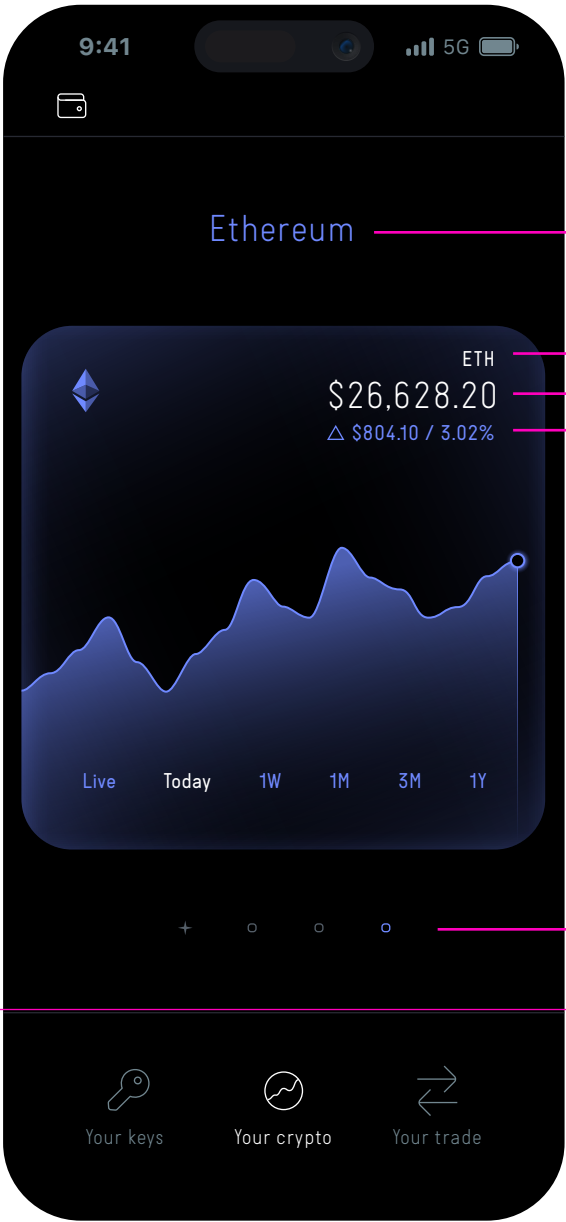 9:41 5G
Ethereum
ETH
$26,628.20
△ $804.10 / 3.02%
Live Today 1W 1M 3M 1Y
Your keys Your crypto Your trade